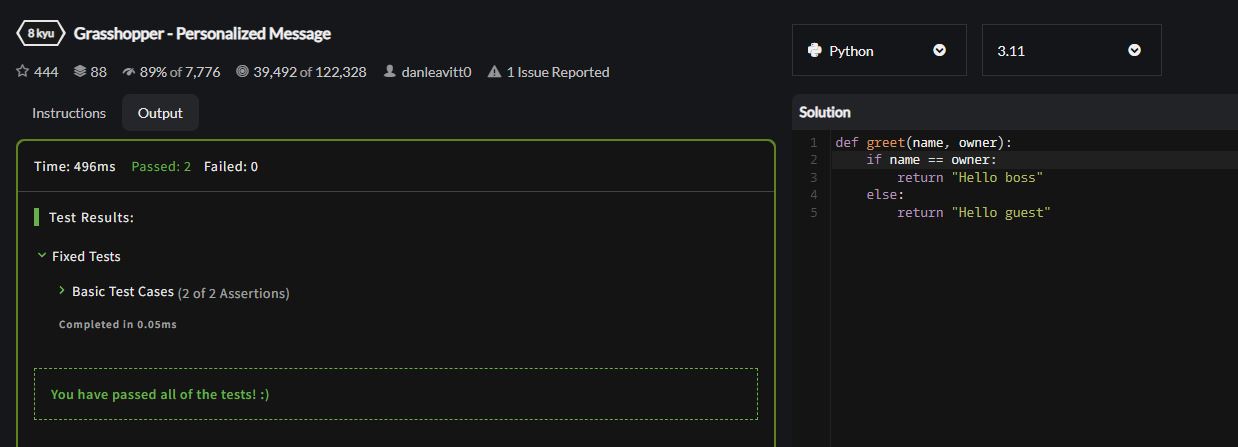 8 kyu Grasshopper - Personalized Message
444 88 89% of 7,776 39,492 of 122,328 danleavitt0 1 Issue Reported
Instructions Output
Time: 496ms Passed: 2 Failed: 0
Test Results:
Fixed Tests
Basic Test Cases (2 of 2 Assertions)
Completed in 0.05ms
You have passed all of the tests! :)
Python 3.11
Solution
1 def greet(name, owner):
2     if name == owner:
3         return "Hello boss"
4     else:
5         return "Hello guest"